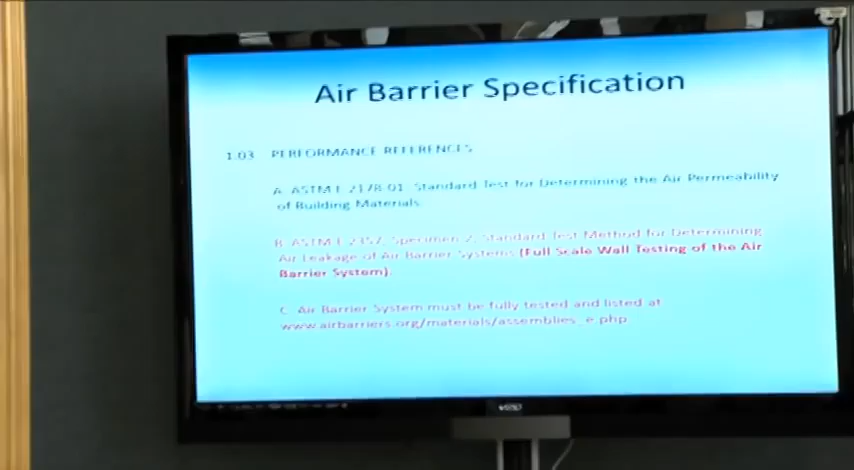 Air Barrier Specification
1.03 PERFORMANCE REFERENCES
A. ASTM E 2178-01, Standard Test for Determining the Air Permeability
of Building Materials.
B. ASTM E 2357, Specimen 2, Standard Test Method for Determining
Air Leakage of Air Barrier Systems (Full Scale Wall Testing of the Air
Barrier System).
C. Air Barrier System must be fully tested and listed at
www.airbarriers.org/materials/assemblies_e.php
VIZIO